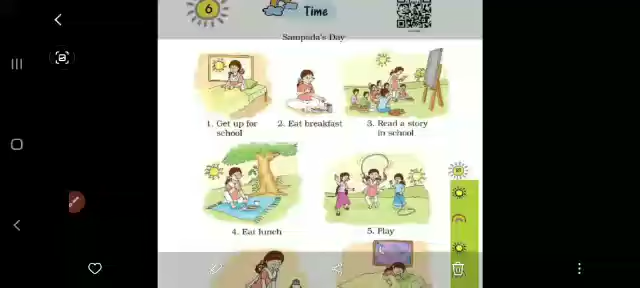 6
Time
Sampada's Day
1. Get up for
school
2. Eat breakfast
3. Read a story
in school
4. Eat lunch
5. Play